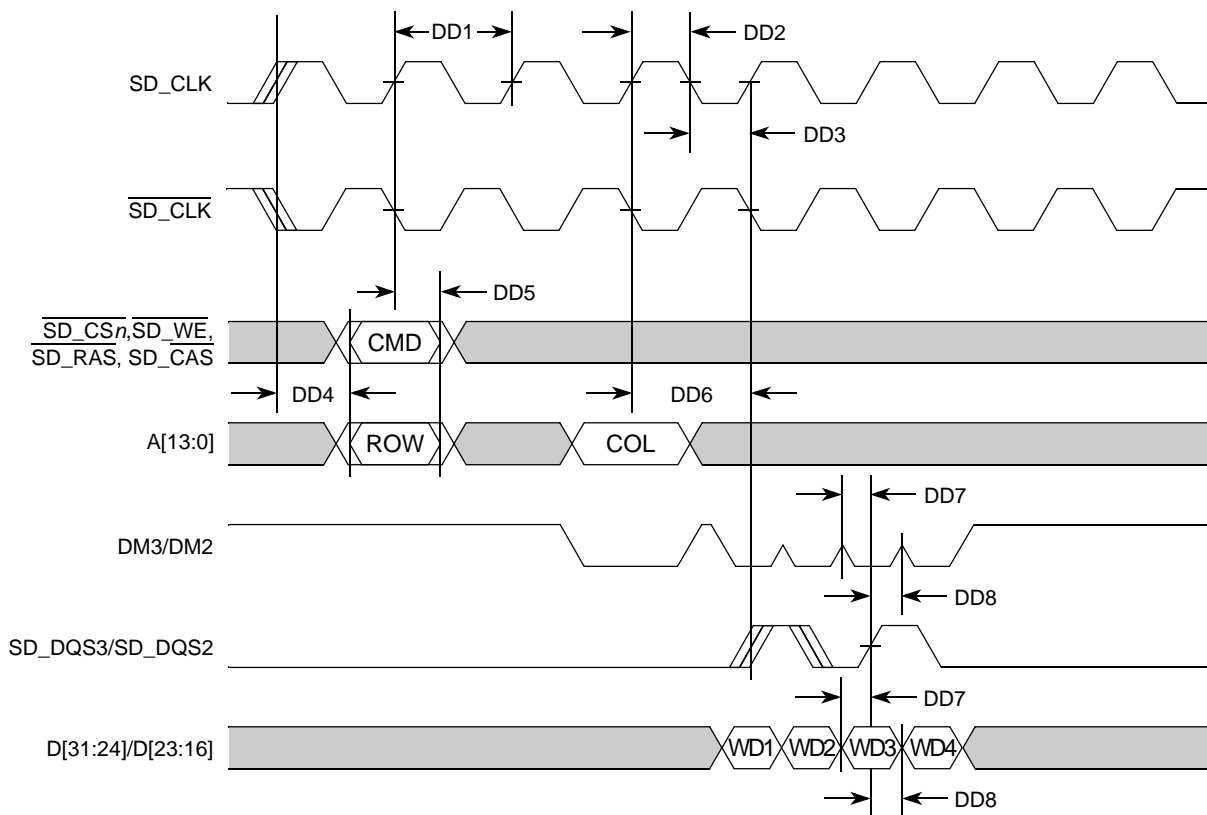 DD1
DD2
SD_CLK
DD3
SD_CLK
DD5
SD_CSn,SD_WE,
SD_RAS, SD_CAS
CMD
DD4
DD6
A[13:0]
ROW
COL
DD7
DM3/DM2
DD8
SD_DQS3/SD_DQS2
DD7
D[31:24]/D[23:16]
WD1
WD2
WD3
WD4
DD8